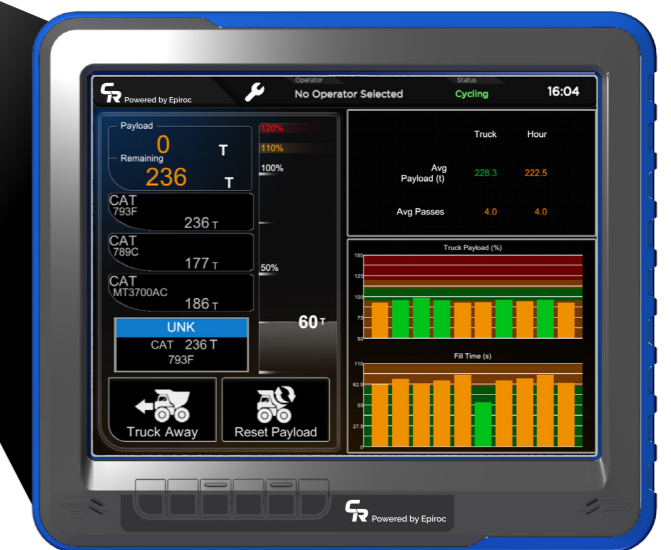 CR Powered by Epiroc
Operator
No Operator Selected
Status
Cycling
16:04
Payload
0 T
Remaining
236 T
CAT
793F
236 T
CAT
789C
177 T
CAT
MT3700AC
186 T
UNK
CAT 236 T
793F
120%
110%
100%
50%
60 T
Truck Away
Reset Payload
Truck Hour
Avg
Payload (t) 228.3 222.5
Avg Passes 4.0 4.0
Truck Payload (%)
150
125
100
75
50
Fill Time (s)
110
82.5
55
27.5
0
CR Powered by Epiroc